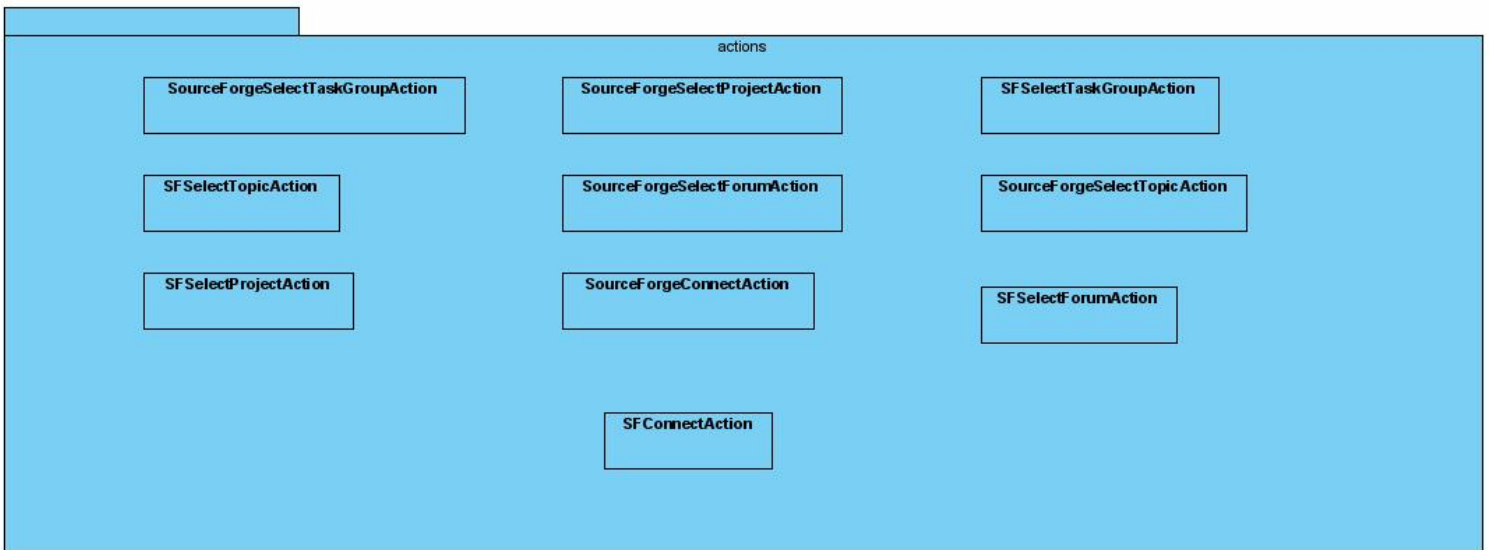 actions
SourceForgeSelectTaskGroupAction
SourceForgeSelectProjectAction
SFSelectTaskGroupAction
SFSelectTopicAction
SourceForgeSelectForumAction
SourceForgeSelectTopicAction
SFSelectProjectAction
SourceForgeConnectAction
SFSelectForumAction
SFConnectAction